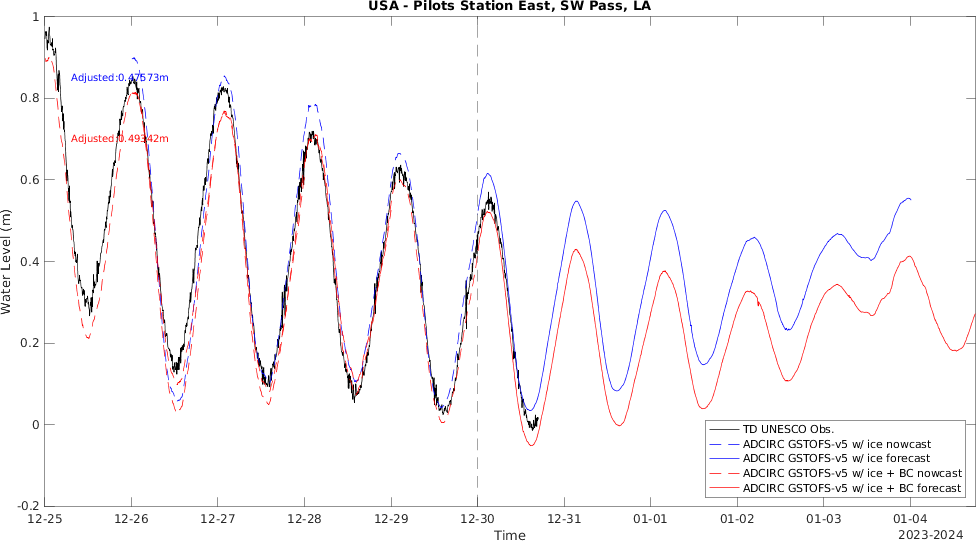 USA - Pilots Station East, SW Pass, LA
1
0.8
0.6
0.4
0.2
0
-0.2
Water Level (m)
Adjusted:0.47573m
Adjusted:0.49342m
TD UNESCO Obs.
ADCIRC GSTOFS-v5 w/ ice nowcast
ADCIRC GSTOFS-v5 w/ ice forecast
ADCIRC GSTOFS-v5 w/ ice + BC nowcast
ADCIRC GSTOFS-v5 w/ ice + BC forecast
12-25 12-26 12-27 12-28 12-29 12-30 12-31 01-01 01-02 01-03 01-04
Time
2023-2024